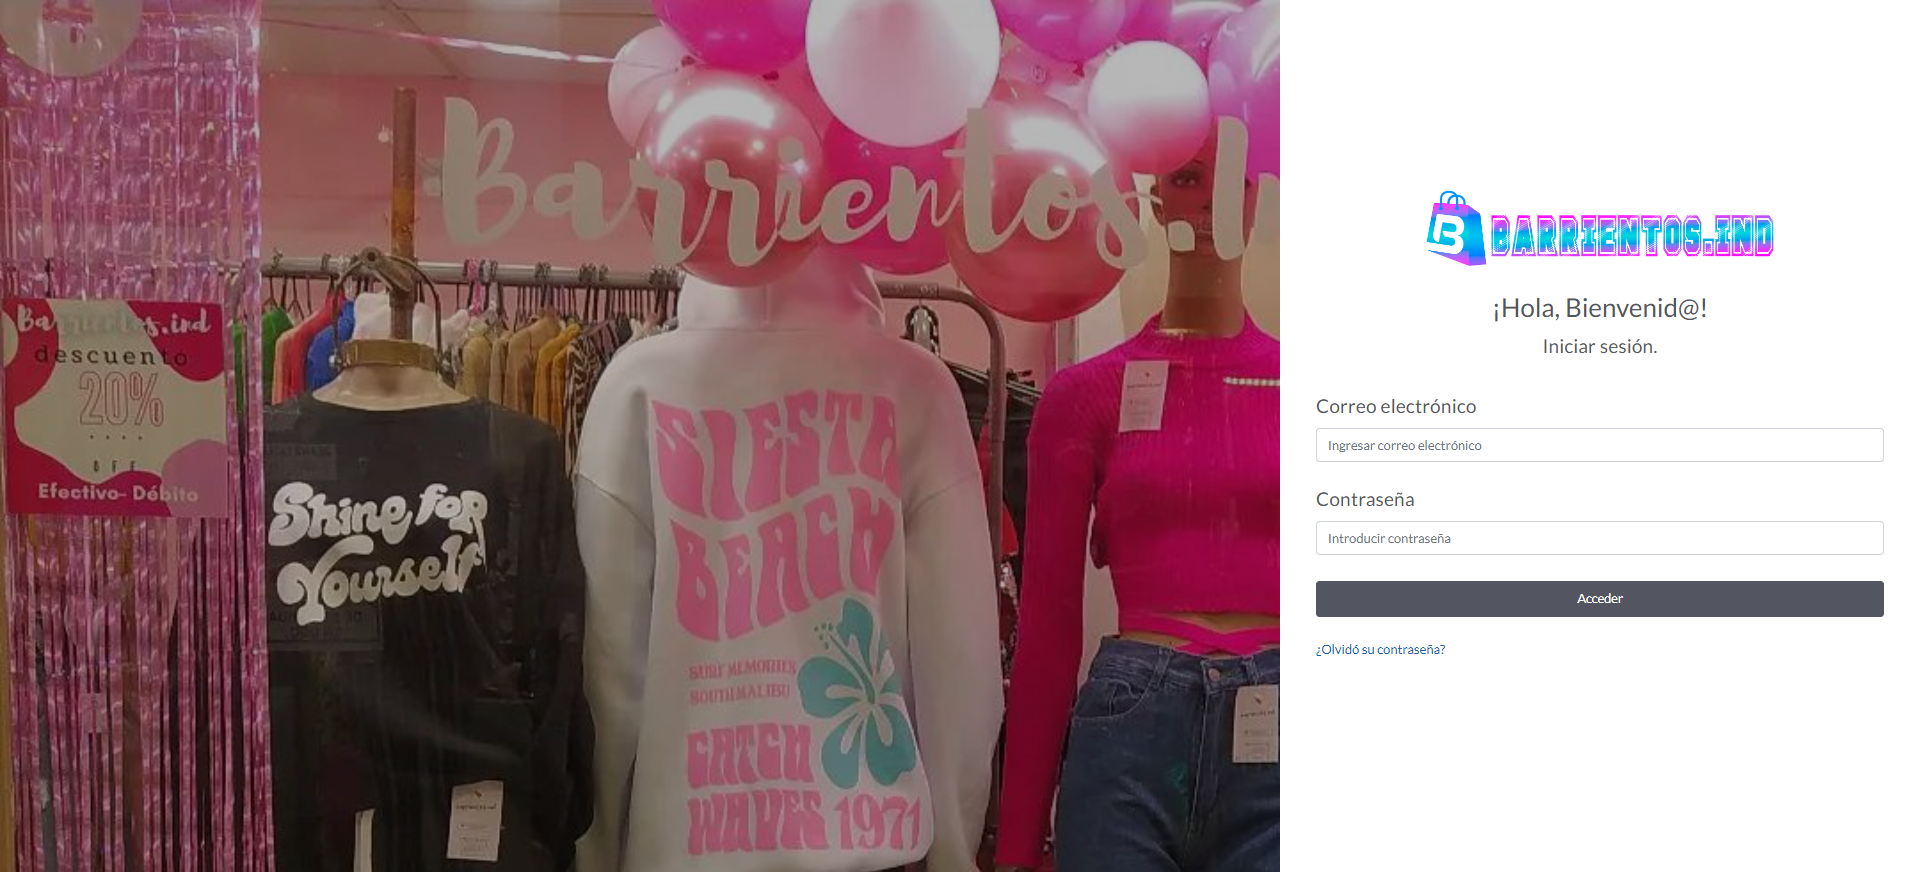 Barrientos.I
Barrientos.ind
descuento
20%
OFF
Efectivo- Débito
Shine for
Yourself
SIESTA
BEACH
SURF MEMORIES
SOUTH MALIBU
CATCH
WAVES 1971
B BARRIENTOS.IND
¡Hola, Bienvenid@!
Iniciar sesión.
Correo electrónico
Ingresar correo electrónico
Contraseña
Introducir contraseña
Acceder
¿Olvidó su contraseña?